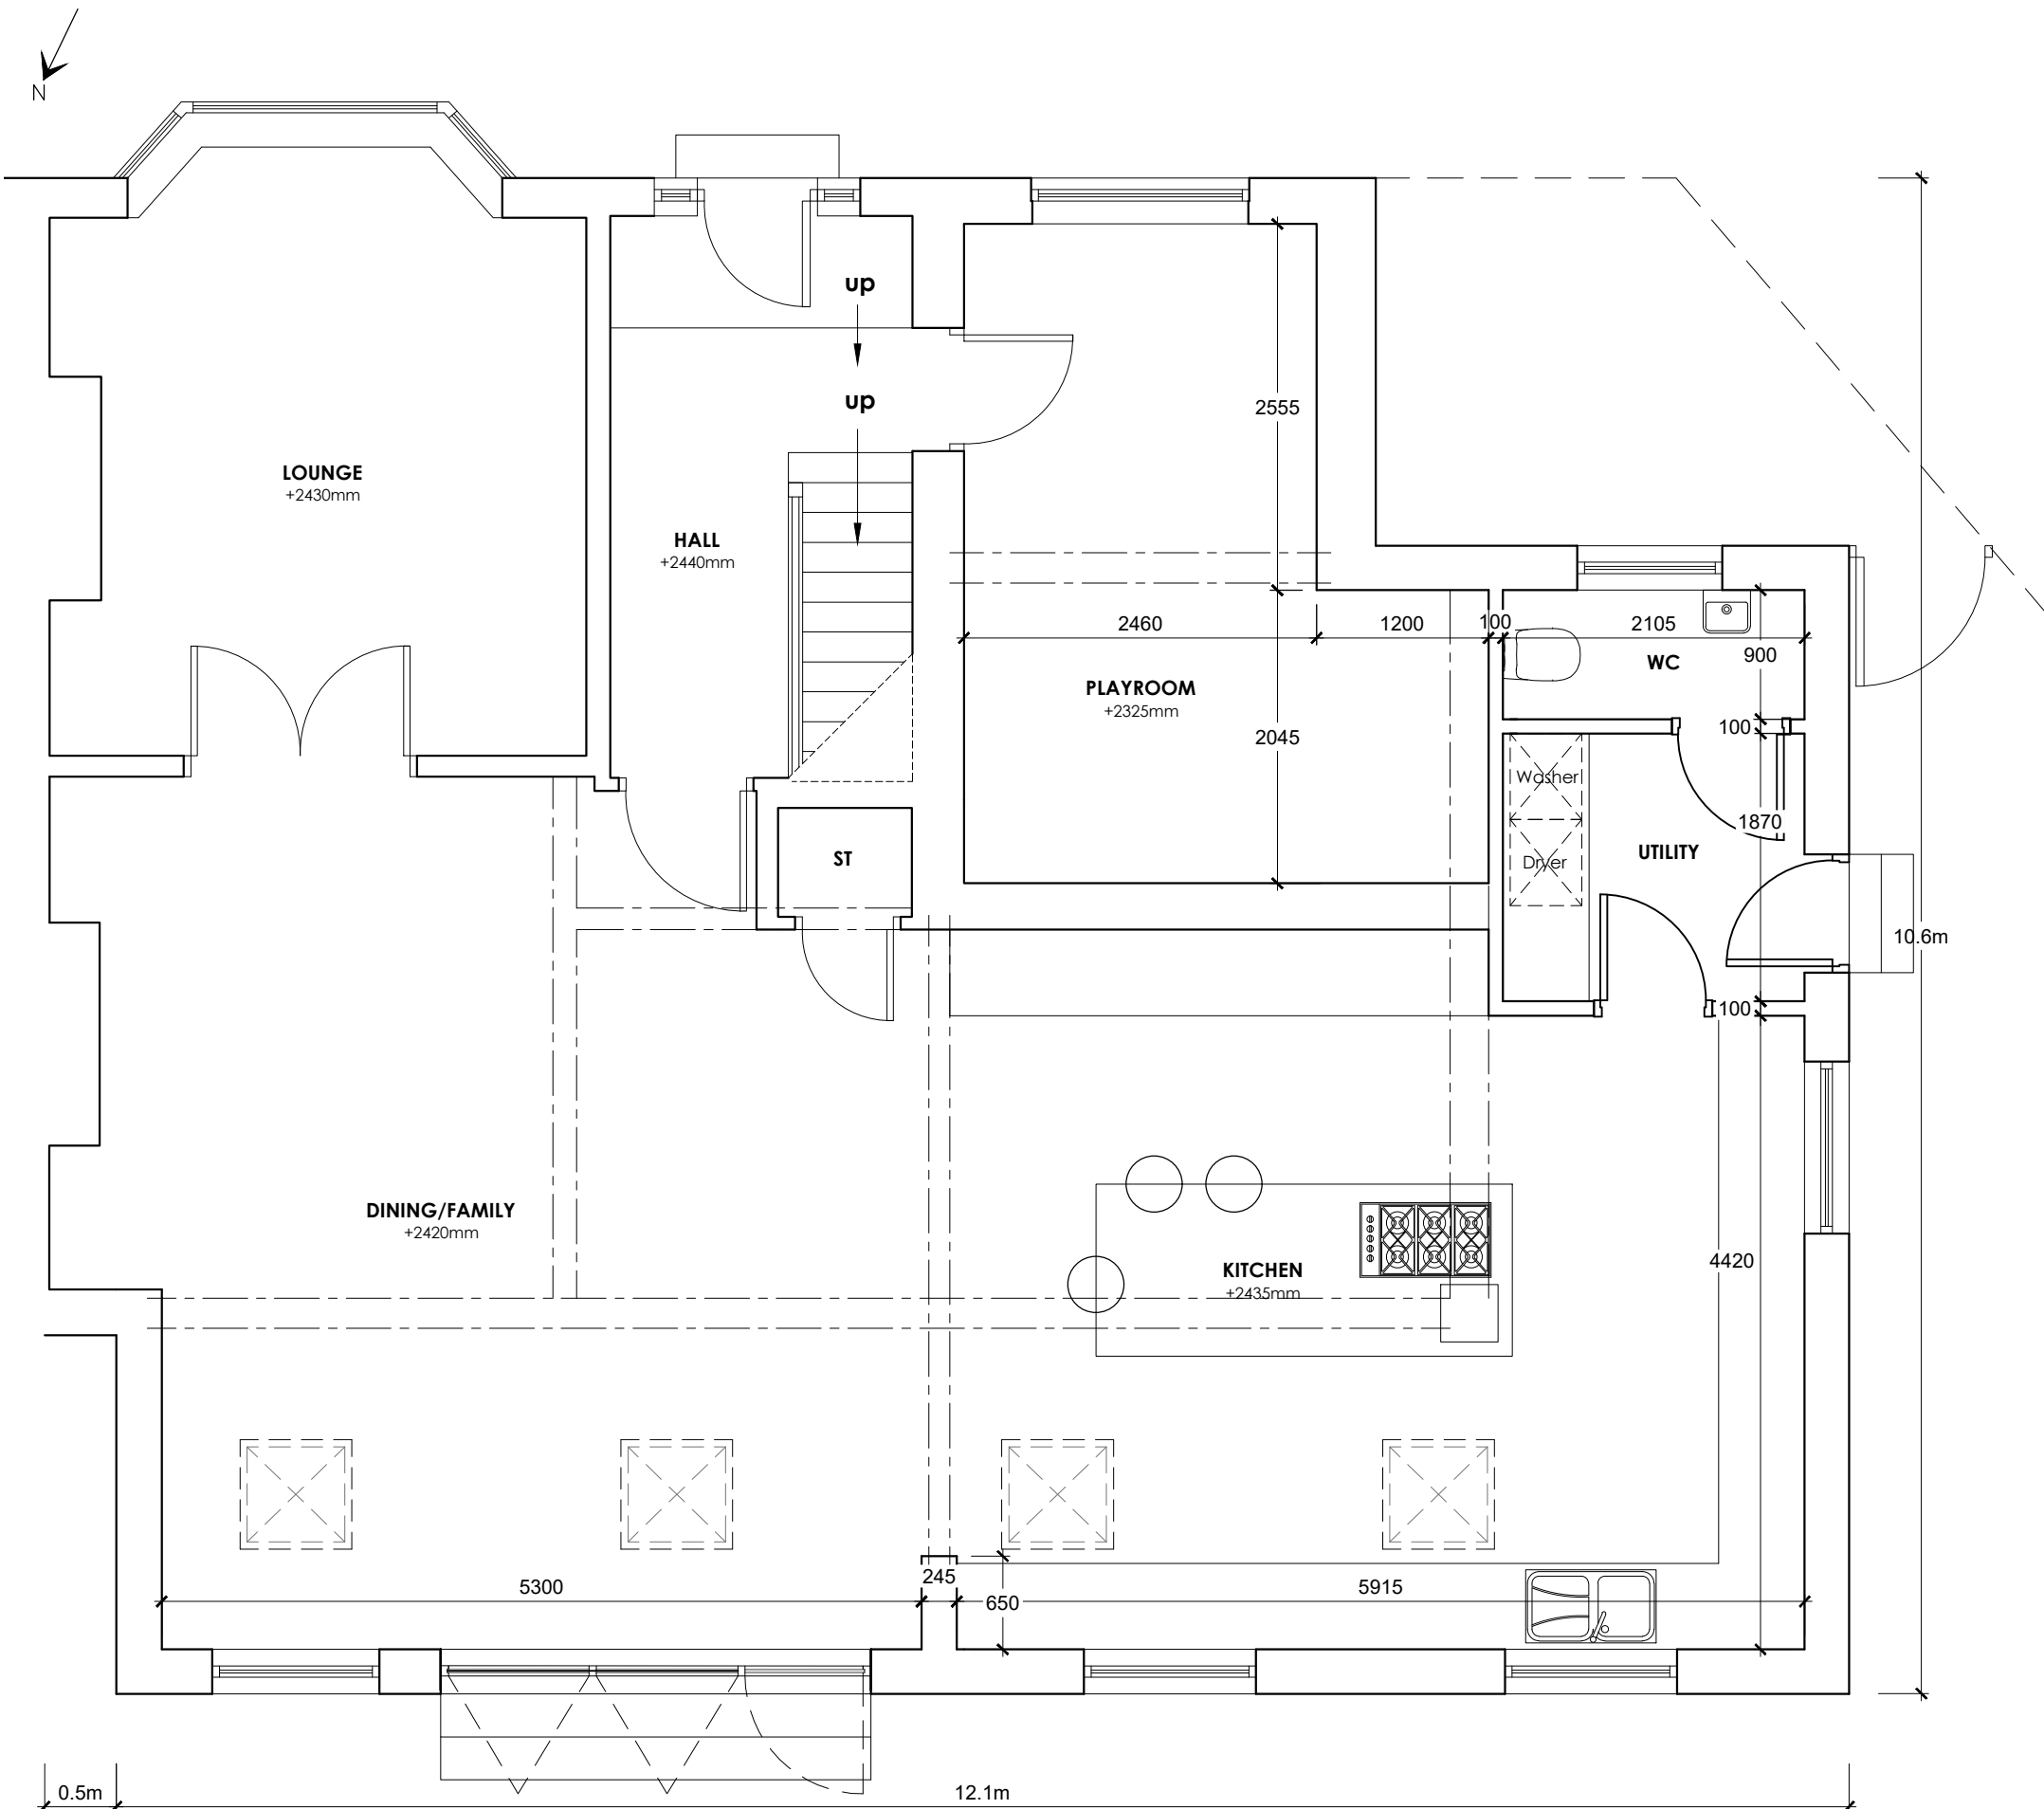 N
up
up
2555
LOUNGE
+2430mm
HALL
+2440mm
2460
1200
100
2105
WC
900
PLAYROOM
+2325mm
100
2045
Washer
1870
ST
Dryer
UTILITY
10.6m
100
DINING/FAMILY
+2420mm
KITCHEN
+2435mm
4420
245
5300
5915
650
0.5m
12.1m